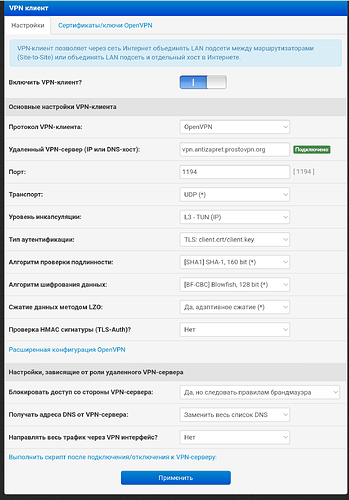 VPN клиент
Настройки
Сертификаты/ключи OpenVPN
VPN-клиент позволяет через сеть Интернет объединять LAN подсети между маршрутизаторами
(Site-to-Site) или объединять LAN подсеть и отдельный хост в Интернете.
Включить VPN-клиент?
Основные настройки VPN-клиента
Протокол VPN-клиента: OpenVPN
Удаленный VPN-сервер (IP или DNS-хост): vpn.antizapret.prostovpn.org Подключено
Порт: 1194 [ 1194 ]
Транспорт: UDP (*)
Уровень инкапсуляции: L3 - TUN (IP)
Тип аутентификации: TLS: client.crt/client.key
Алгоритм проверки подлинности: [SHA1] SHA-1, 160 bit (*)
Алгоритм шифрования данных: [BF-CBC] Blowfish, 128 bit (*)
Сжатие данных методом LZO: Да, адаптивное сжатие (*)
Проверка HMAC сигнатуры (TLS-Auth)? Нет
Расширенная конфигурация OpenVPN
Настройки, зависящие от роли удаленного VPN-сервера
Блокировать доступ со стороны VPN-сервера: Да, но следовать правилам брандмауэра
Получать адреса DNS от VPN-сервера: Заменить весь список DNS
Направлять весь трафик через VPN интерфейс? Нет
Выполнить скрипт после подключения/отключения к VPN-серверу:
Применить